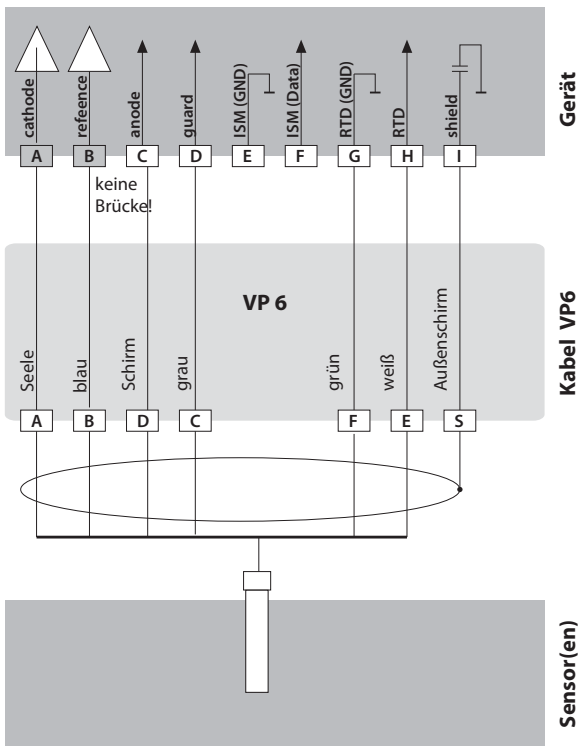 cathode
refeence
anode
guard
ISM (GND)
ISM (Data)
RTD (GND)
RTD
shield
Gerät
A
B
C
D
E
F
G
H
I
keine
Brücke!
VP 6
Seele
blau
Schirm
grau
grün
weiß
Außenschirm
Kabel VP6
A
B
D
C
F
E
S
Sensor(en)